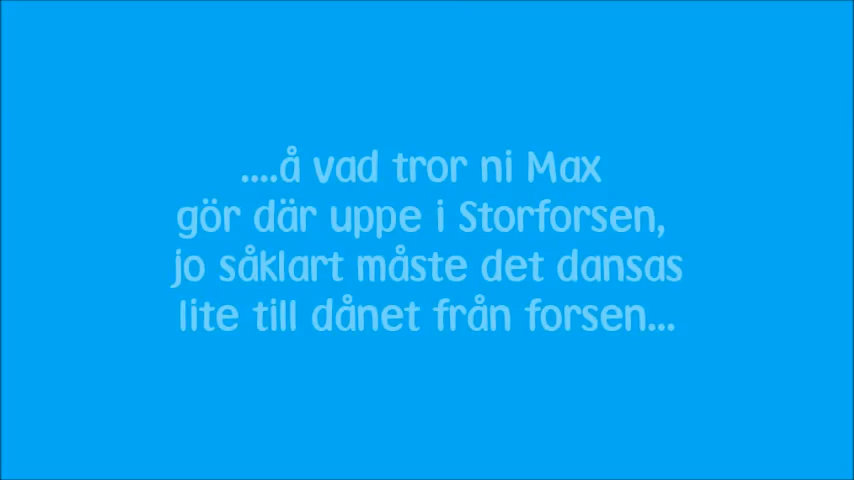 ....å vad tror ni Max
gör där uppe i Storforsen,
jo såklart måste det dansas
lite till dånet från forsen...